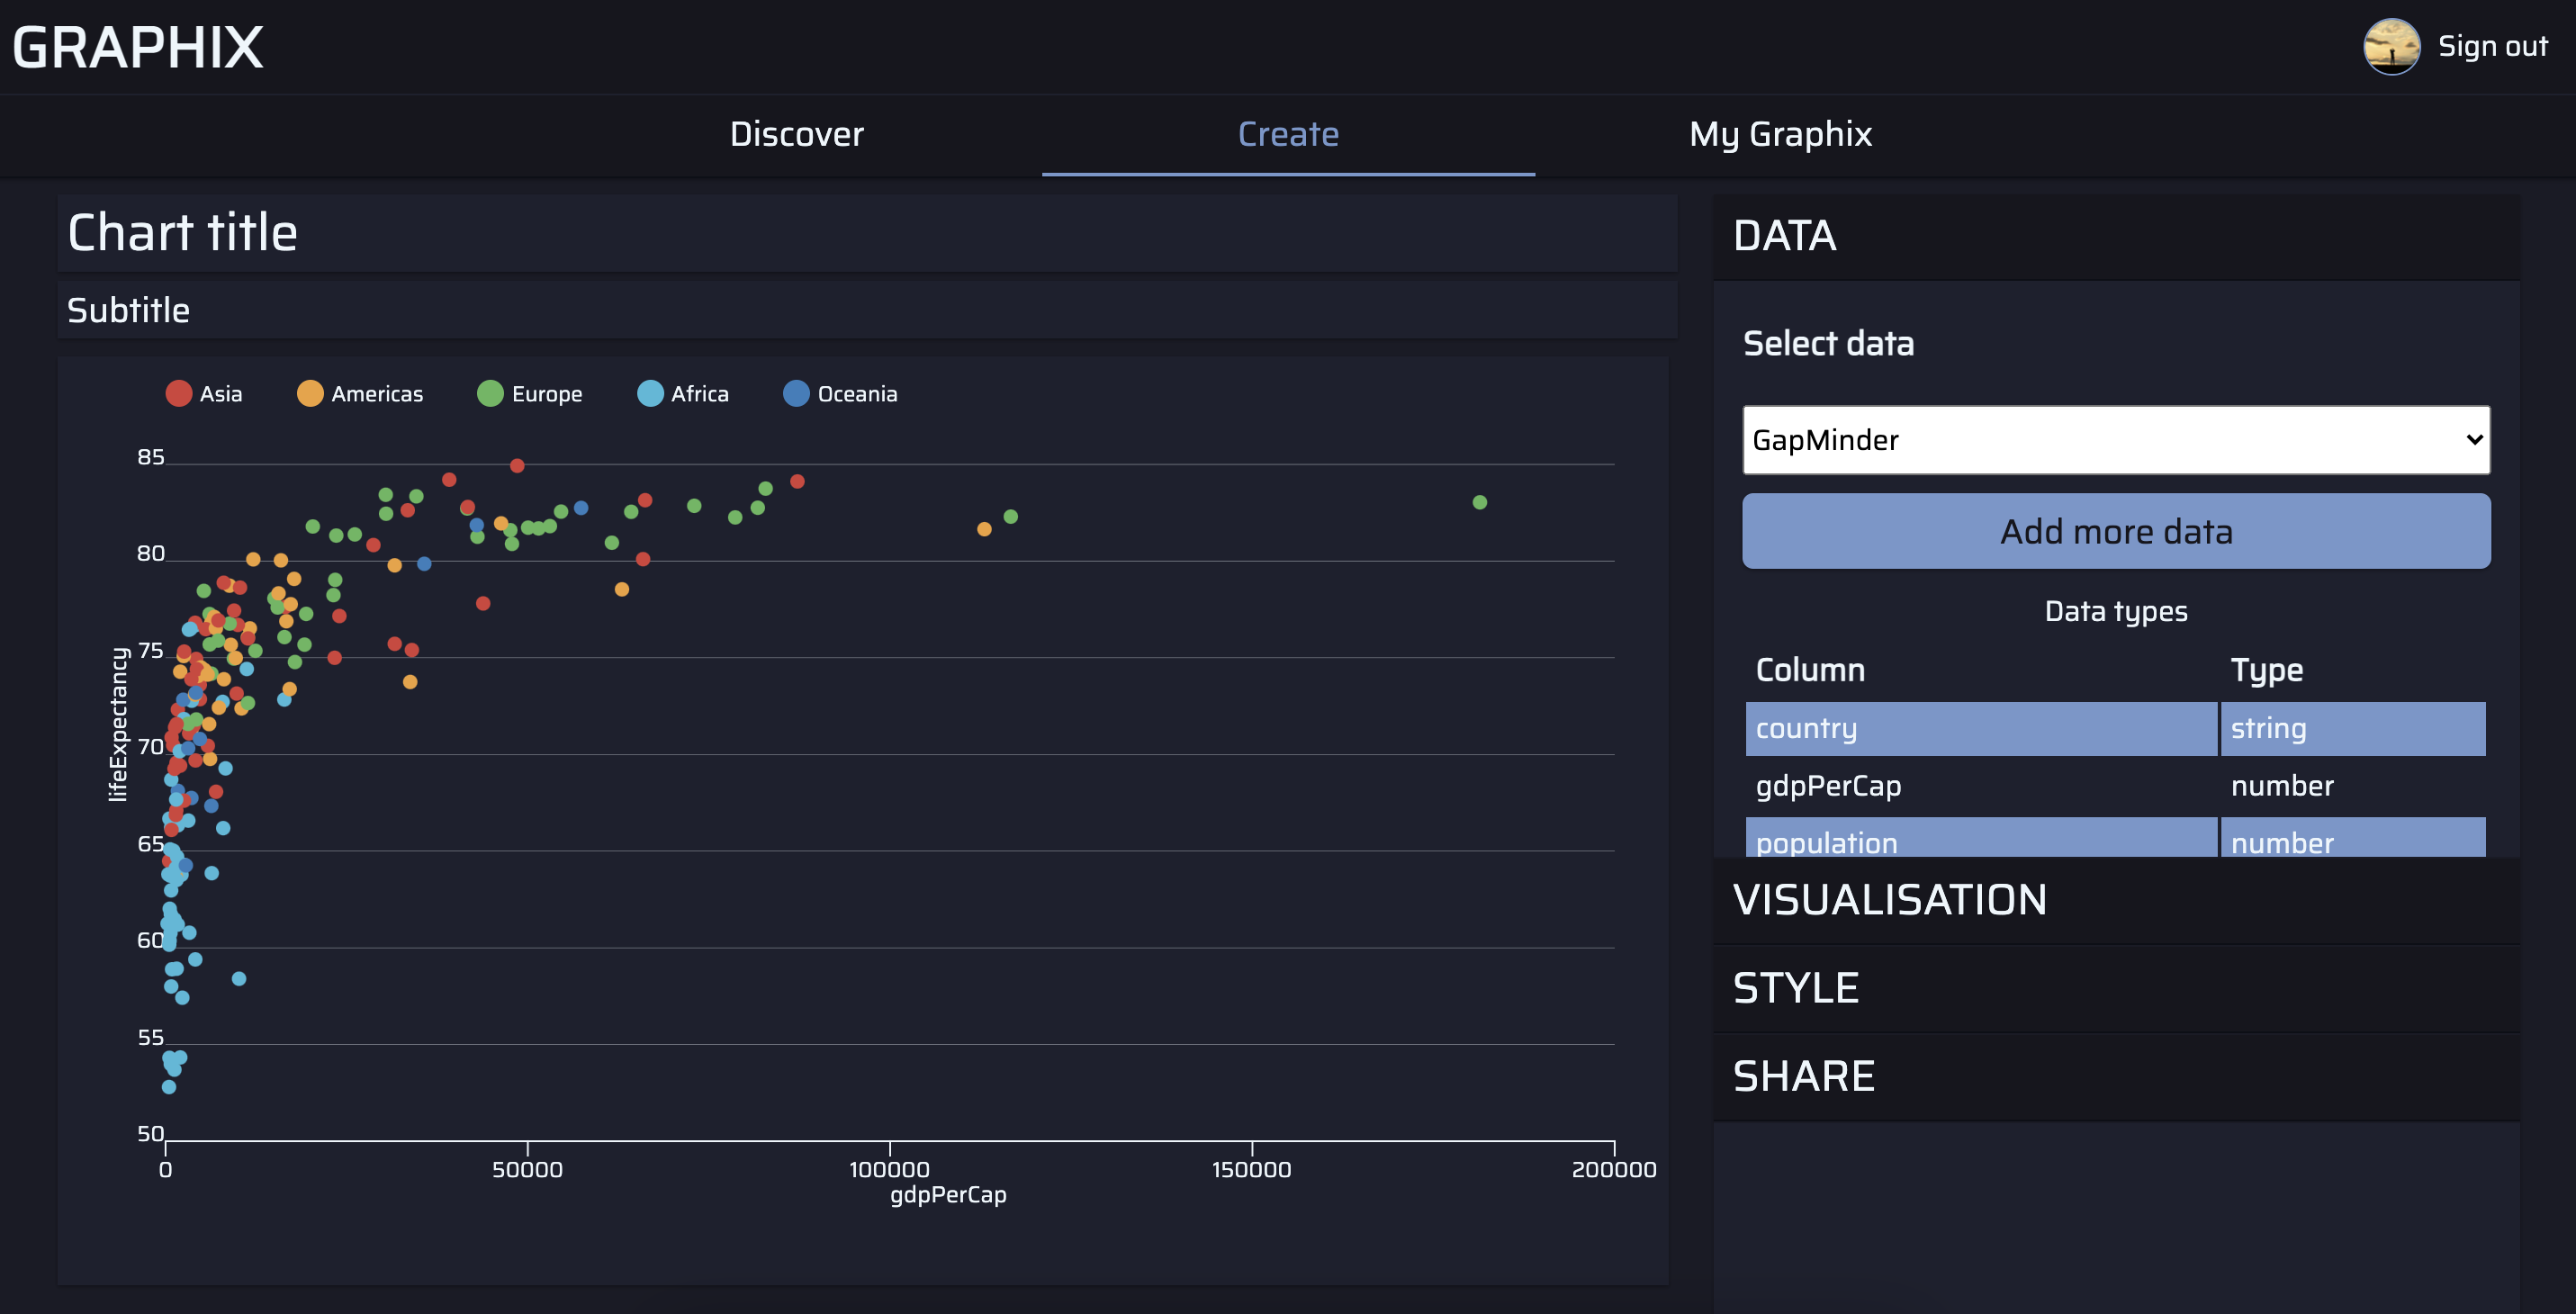 GRAPHIX
Sign out
Discover
Create
My Graphix
Chart title
Subtitle
Asia
Americas
Europe
Africa
Oceania
85
80
75
70
65
60
55
50
lifeExpectancy
0
50000
100000
150000
200000
gdpPerCap
DATA
Select data
GapMinder
Add more data
Data types
Column Type
country string
gdpPerCap number
population number
VISUALISATION
STYLE
SHARE